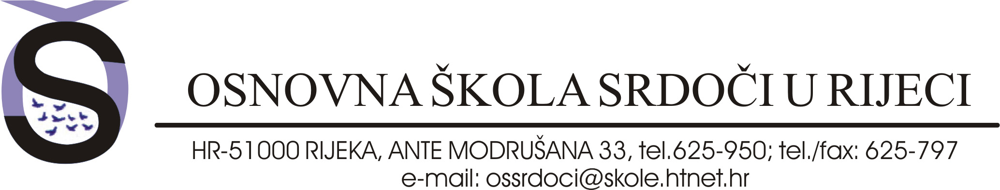 OSNOVNA ŠKOLA SRDOČI U RIJECI
HR-51000 RIJEKA, ANTE MODRUŠANA 33, tel.625-950; tel./fax: 625-797
e-mail: ossrdoci@skole.htnet.hr